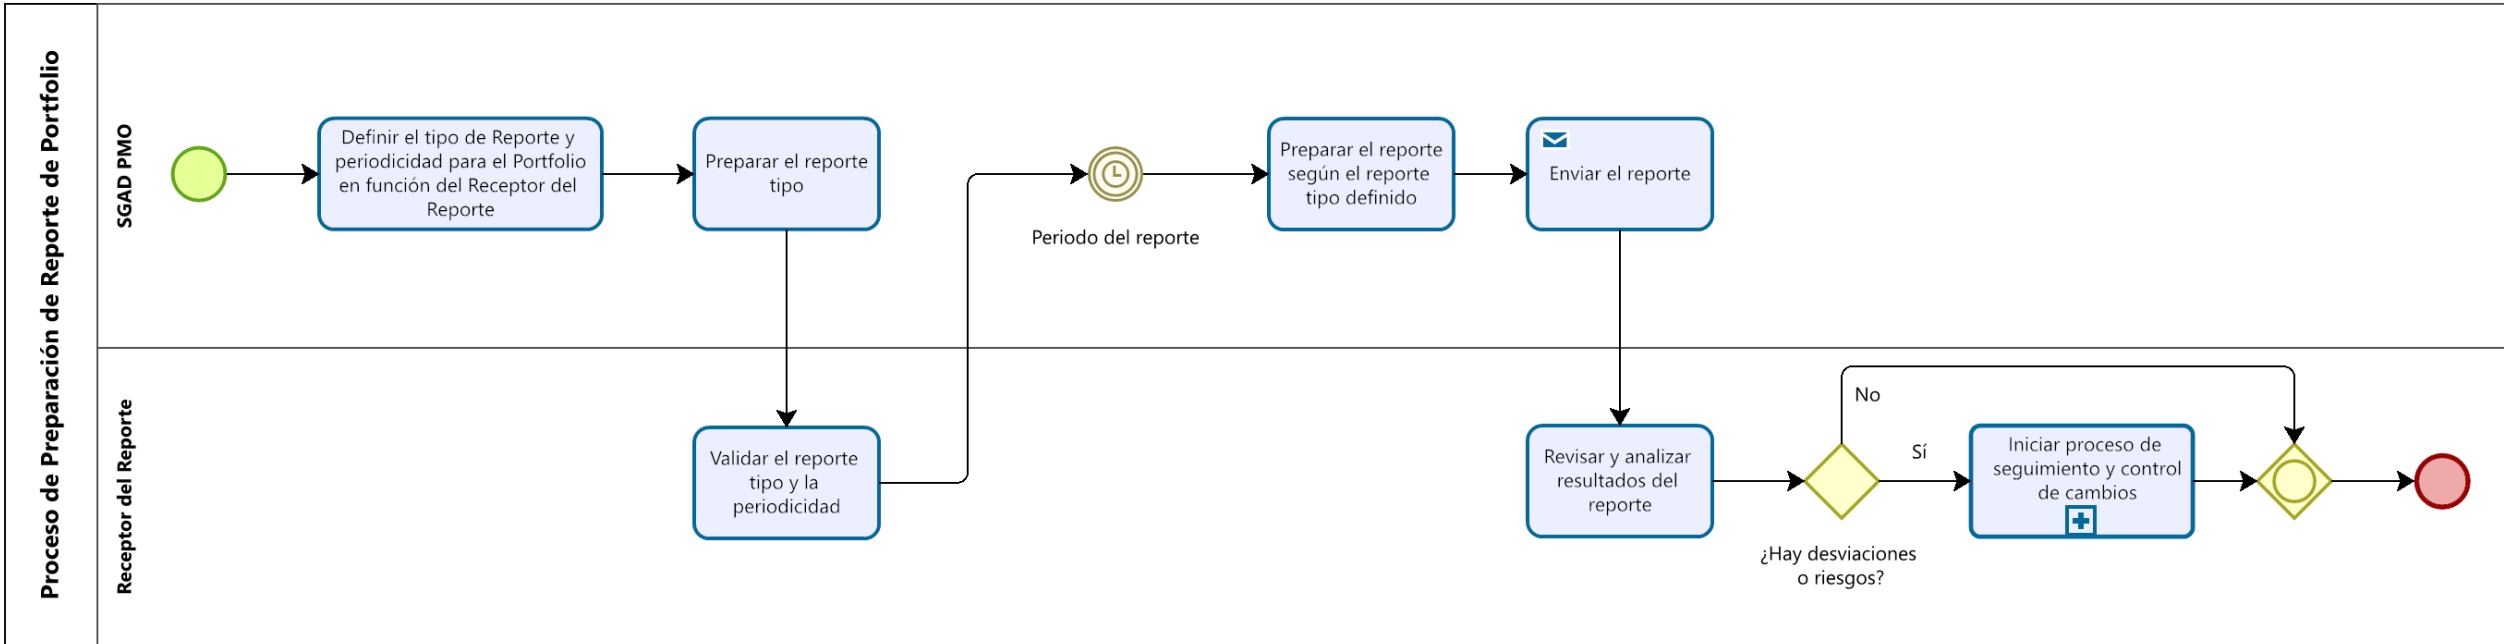 Proceso de Preparación de Reporte de Portfolio
SGAD PMO
Definir el tipo de Reporte y
periodicidad para el Portfolio
en función del Receptor del
Reporte
Preparar el reporte
tipo
Periodo del reporte
Preparar el reporte
según el reporte
tipo definido
Enviar el reporte
Receptor del Reporte
Validar el reporte
tipo y la
periodicidad
Revisar y analizar
resultados del
reporte
¿Hay desviaciones
o riesgos?
No
Sí
Iniciar proceso de
seguimiento y control
de cambios